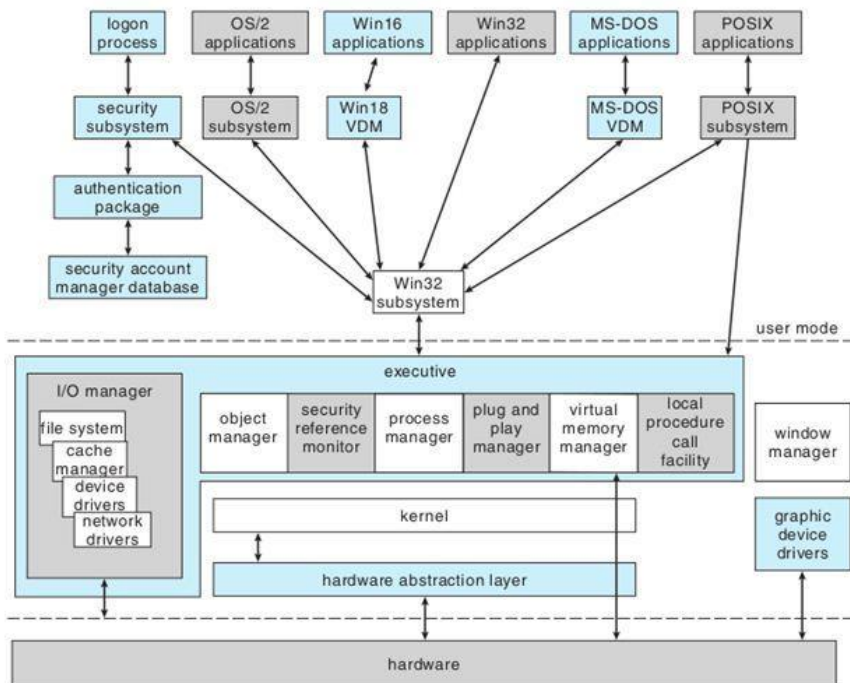 logon
process
OS/2
applications
Win16
applications
Win32
applications
MS-DOS
applications
POSIX
applications
security
subsystem
OS/2
subsystem
Win18
VDM
MS-DOS
VDM
POSIX
subsystem
authentication
package
security account
manager database
Win32
subsystem
user mode
executive
I/O manager
file system
cache
manager
device
drivers
network
drivers
object
manager
security
reference
monitor
process
manager
plug and
play
manager
virtual
memory
manager
local
procedure
call
facility
window
manager
kernel
graphic
device
drivers
hardware abstraction layer
hardware